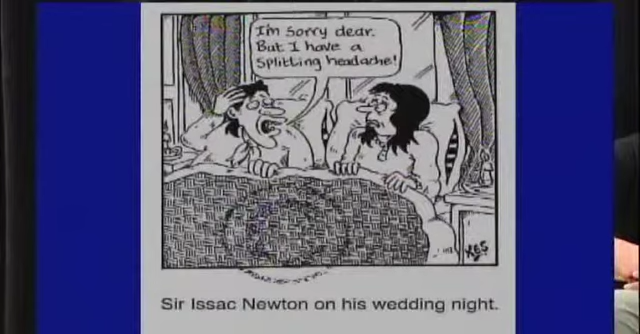 I'm Sorry dear.
But I have a
Splitting headache!
KES
Sir Issac Newton on his wedding night.